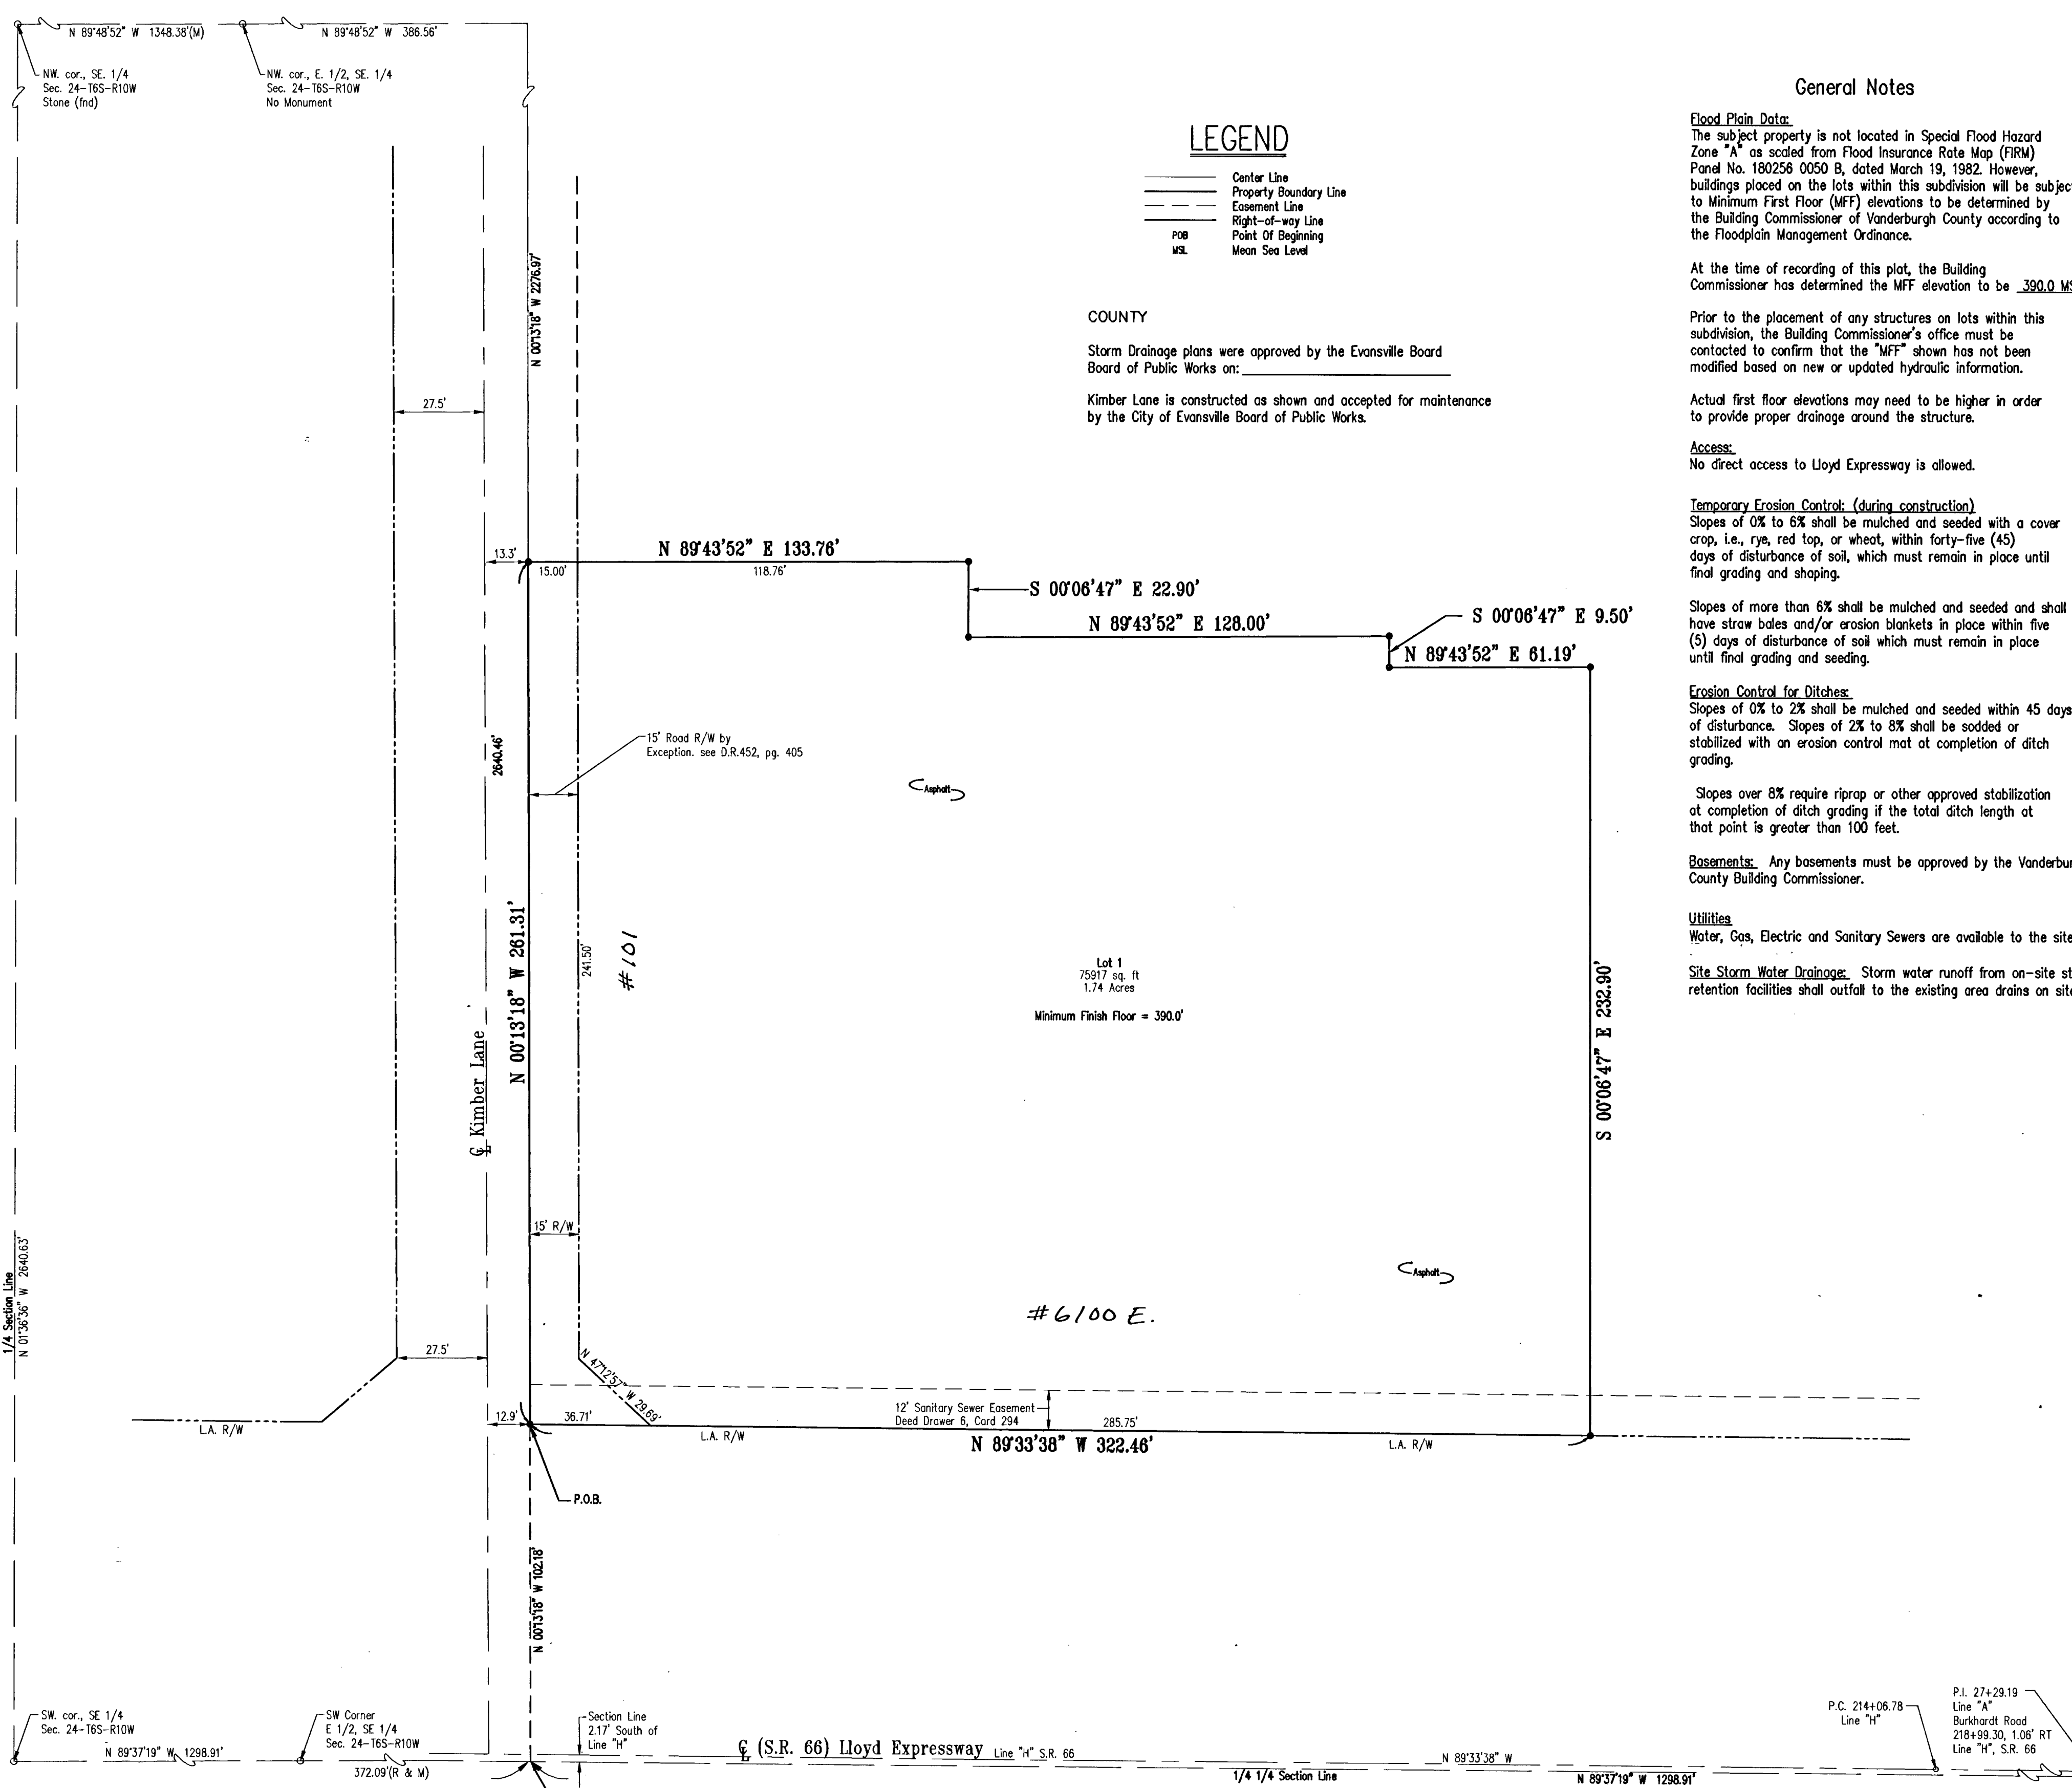 N 89°48'52" W 1348.38'(M)
N 89°48'52" W 386.56'
NW. cor., SE. 1/4
Sec. 24-T6S-R10W
Stone (fnd)
NW. cor., E. 1/2, SE. 1/4
Sec. 24-T6S-R10W
No Monument
N 00°13'18" W 2276.97'
27.5'
LEGEND
Center Line
Property Boundary Line
Easement Line
Right-of-way Line
POB Point Of Beginning
MSL Mean Sea Level
COUNTY
Storm Drainage plans were approved by the Evansville Board
Board of Public Works on:
Kimber Lane is constructed as shown and accepted for maintenance
by the City of Evansville Board of Public Works.
General Notes
Flood Plain Data:
The subject property is not located in Special Flood Hazard
Zone "A" as scaled from Flood Insurance Rate Map (FIRM)
Panel No. 180256 0050 B, dated March 19, 1982. However,
buildings placed on the lots within this subdivision will be subjec
to Minimum First Floor (MFF) elevations to be determined by
the Building Commissioner of Vanderburgh County according to
the Floodplain Management Ordinance.
At the time of recording of this plat, the Building
Commissioner has determined the MFF elevation to be 390.0 MS
Prior to the placement of any structures on lots within this
subdivision, the Building Commissioner's office must be
contacted to confirm that the "MFF" shown has not been
modified based on new or updated hydraulic information.
Actual first floor elevations may need to be higher in order
to provide proper drainage around the structure.
Access:
No direct access to Lloyd Expressway is allowed.
Temporary Erosion Control: (during construction)
Slopes of 0% to 6% shall be mulched and seeded with a cover
crop, i.e., rye, red top, or wheat, within forty-five (45)
days of disturbance of soil, which must remain in place until
final grading and shaping.
Slopes of more than 6% shall be mulched and seeded and shall
have straw bales and/or erosion blankets in place within five
(5) days of disturbance of soil which must remain in place
until final grading and seeding.
Erosion Control for Ditches:
Slopes of 0% to 2% shall be mulched and seeded within 45 days
of disturbance. Slopes of 2% to 8% shall be sodded or
stabilized with an erosion control mat at completion of ditch
grading.
Slopes over 8% require riprap or other approved stabilization
at completion of ditch grading if the total ditch length at
that point is greater than 100 feet.
Basements: Any basements must be approved by the Vanderbur
County Building Commissioner.
Utilities
Water, Gas, Electric and Sanitary Sewers are available to the site
Site Storm Water Drainage: Storm water runoff from on-site st
retention facilities shall outfall to the existing area drains on site
13.3'
N 89°43'52" E 133.76'
15.00'
118.76'
S 00°06'47" E 22.90'
N 89°43'52" E 128.00'
S 00°06'47" E 9.50'
N 89°43'52" E 61.19'
2640.46'
15' Road R/W by
Exception. see D.R.452, pg. 405
Asphalt
N 00°13'18" W 261.31'
241.50'
#101
Lot 1
75917 sq. ft
1.74 Acres
Minimum Finish Floor = 390.0'
S 00°06'47" E 232.90'
℄ Kimber Lane
15' R/W
Asphalt
#6100 E.
1/4 Section Line
N 01°36'36" W 2640.63'
27.5'
N 47°12'57" W 29.69'
12.9'
36.71'
12' Sanitary Sewer Easement
Deed Drawer 6, Card 294
285.75'
L.A. R/W
L.A. R/W
N 89°33'38" W 322.46'
L.A. R/W
P.O.B.
N 00°13'18" W 102.18'
SW. cor., SE 1/4
Sec. 24-T6S-R10W
N 89°37'19" W 1298.91'
SW Corner
E 1/2, SE 1/4
Sec. 24-T6S-R10W
372.09'(R & M)
Section Line
2.17' South of
Line "H"
℄ (S.R. 66) Lloyd Expressway Line "H" S.R. 66
1/4 1/4 Section Line
N 89°33'38" W
N 89°37'19" W 1298.91'
P.C. 214+06.78
Line "H"
P.I. 27+29.19
Line "A"
Burkhardt Road
218+99.30, 1.06' RT
Line "H", S.R. 66